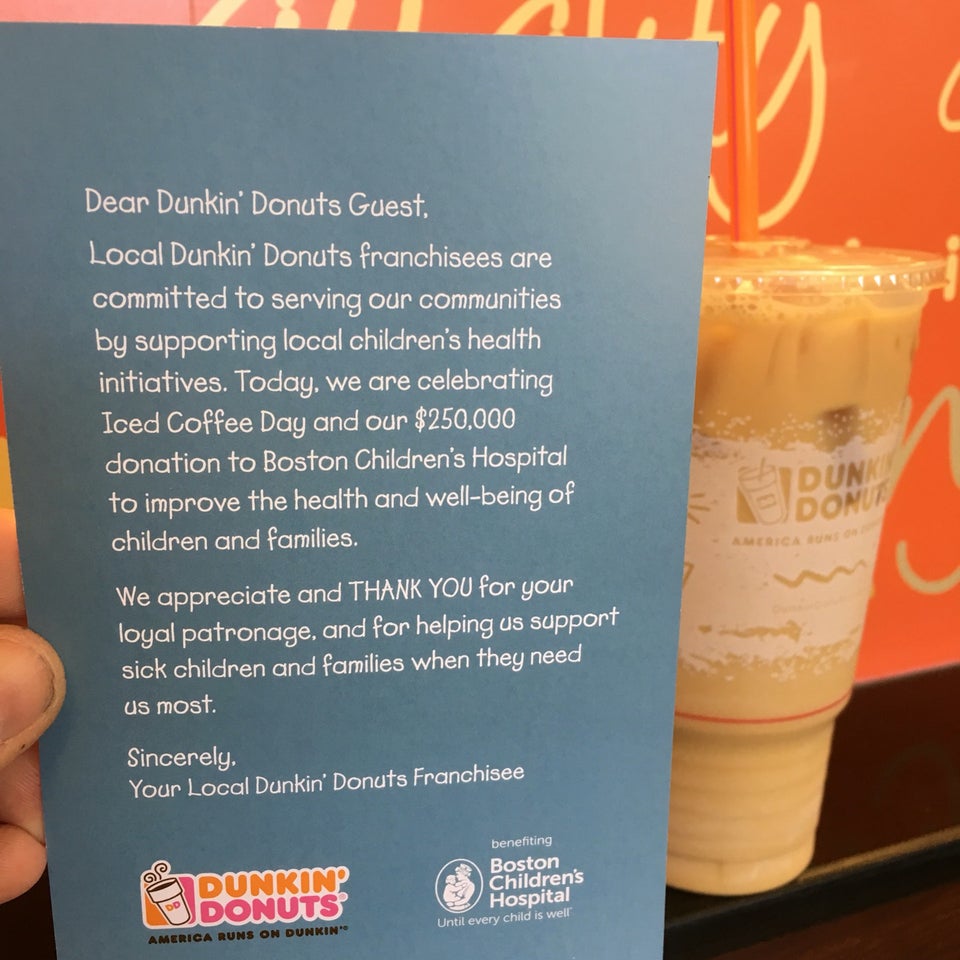 Dear Dunkin' Donuts Guest,
Local Dunkin' Donuts franchisees are
committed to serving our communities
by supporting local children's health
initiatives. Today, we are celebrating
Iced Coffee Day and our $250,000
donation to Boston Children's Hospital
to improve the health and well-being of
children and families.
We appreciate and THANK YOU for your
loyal patronage, and for helping us support
sick children and families when they need
us most.
Sincerely,
Your Local Dunkin' Donuts Franchisee
DUNKIN'
DONUTS
AMERICA RUNS ON DUNKIN'
benefiting
Boston
Children's
Hospital
Until every child is well
DUNKIN
DONUTS
AMERICA RUNS ON